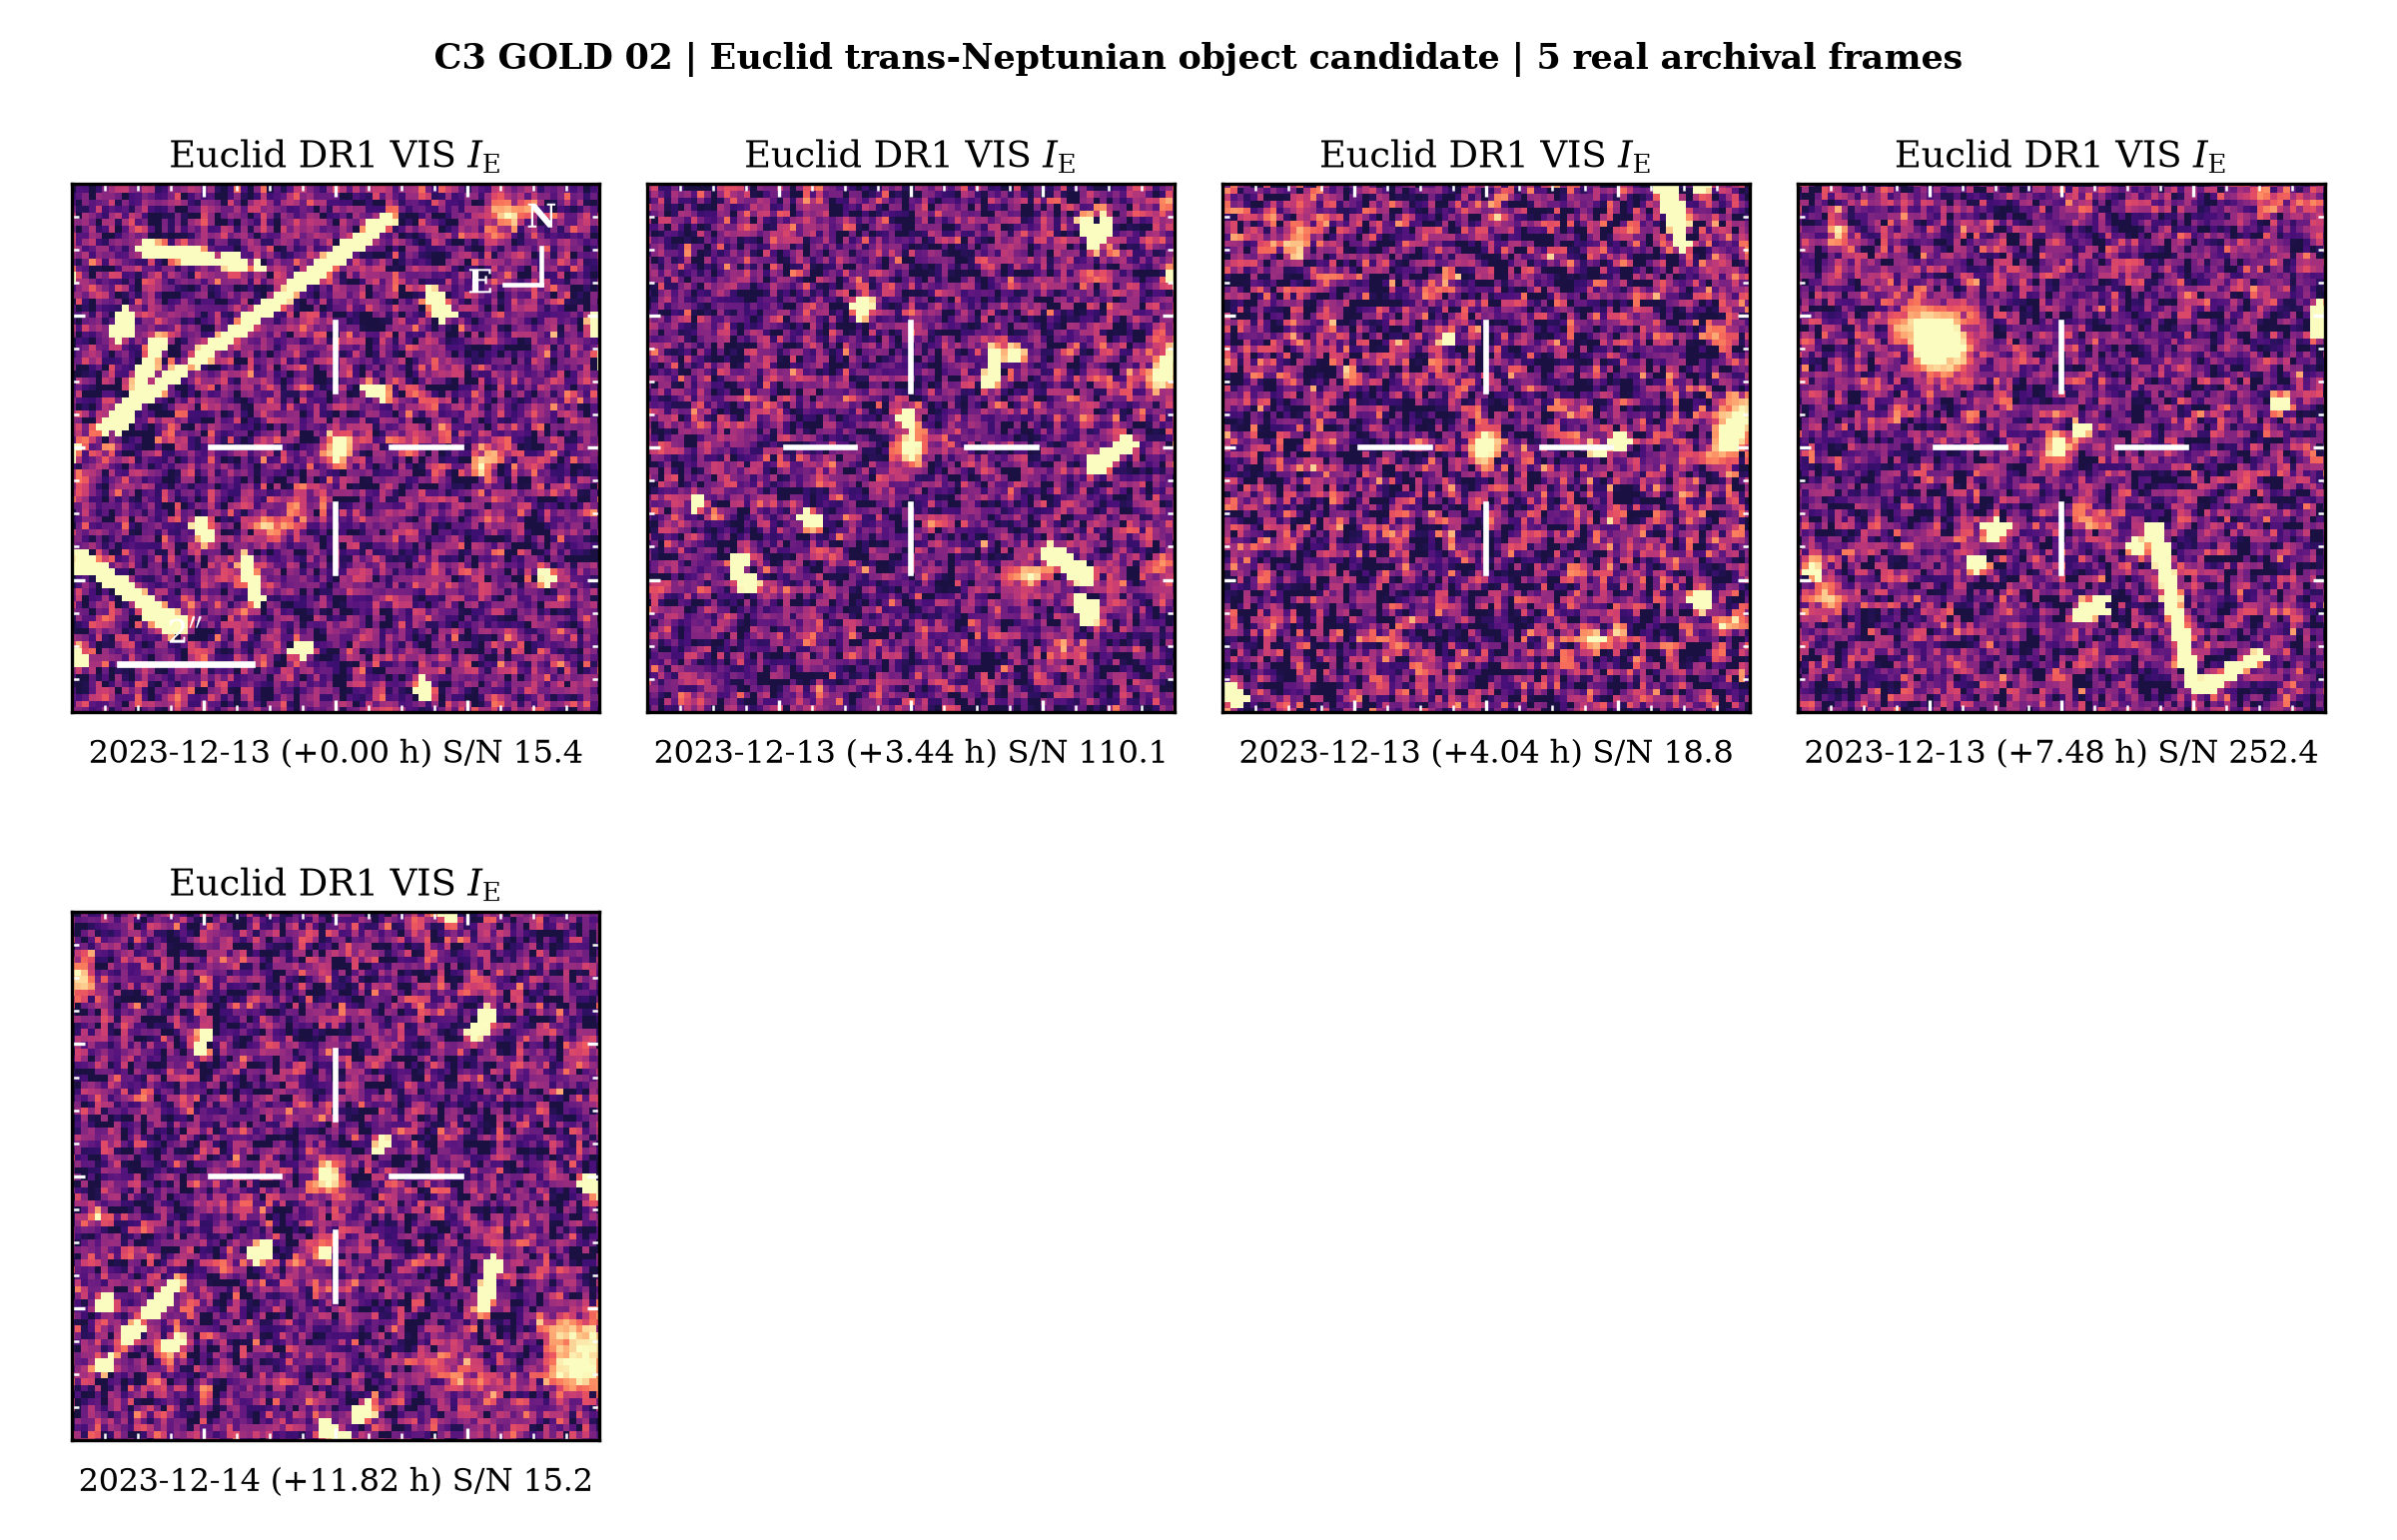 C3 GOLD 02 | Euclid trans-Neptunian object candidate | 5 real archival frames
Euclid DR1 VIS I_E
N
E
2″
2023-12-13 (+0.00 h) S/N 15.4
Euclid DR1 VIS I_E
2023-12-13 (+3.44 h) S/N 110.1
Euclid DR1 VIS I_E
2023-12-13 (+4.04 h) S/N 18.8
Euclid DR1 VIS I_E
2023-12-13 (+7.48 h) S/N 252.4
Euclid DR1 VIS I_E
2023-12-14 (+11.82 h) S/N 15.2